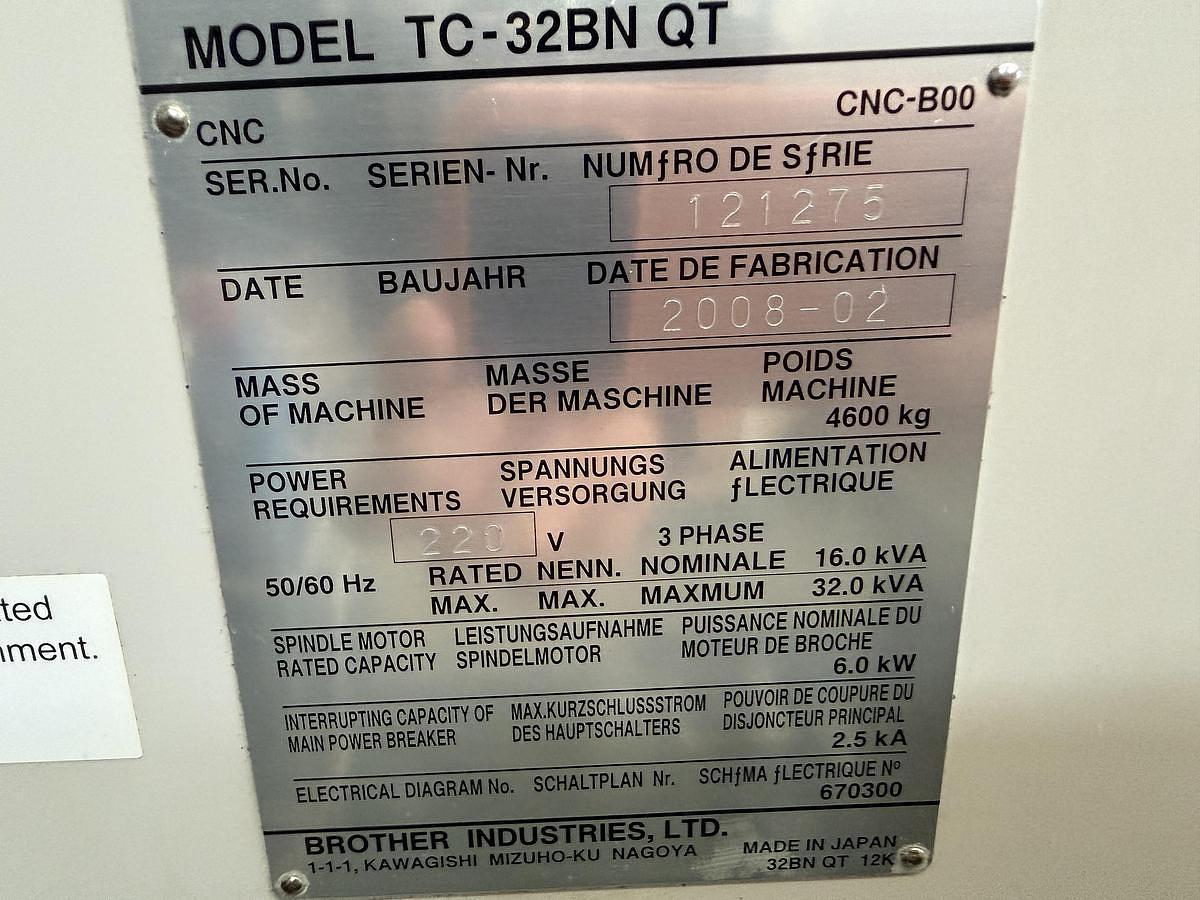 MODEL TC-32BN QT
CNC CNC-B00
SER.No. SERIEN-Nr. NUMƒRO DE SƒRIE
121275
DATE BAUJAHR DATE DE FABRICATION
2008-02
MASS MASSE POIDS
OF MACHINE DER MASCHINE MACHINE
4600 kg
POWER SPANNUNGS ALIMENTATION
REQUIREMENTS VERSORGUNG ƒLECTRIQUE
220 V 3 PHASE
50/60 Hz RATED NENN. NOMINALE 16.0 kVA
MAX. MAX. MAXMUM 32.0 kVA
SPINDLE MOTOR LEISTUNGSAUFNAHME PUISSANCE NOMINALE DU
RATED CAPACITY SPINDELMOTOR MOTEUR DE BROCHE
6.0 kW
INTERRUPTING CAPACITY OF MAX.KURZSCHLUSSSTROM POUVOIR DE COUPURE DU
MAIN POWER BREAKER DES HAUPTSCHALTERS DISJONCTEUR PRINCIPAL
2.5 kA
ELECTRICAL DIAGRAM No. SCHALTPLAN Nr. SCHƒMA ƒLECTRIQUE Nº
670300
BROTHER INDUSTRIES, LTD.
1-1-1, KAWAGISHI MIZUHO-KU NAGOYA MADE IN JAPAN
32BN QT 12K